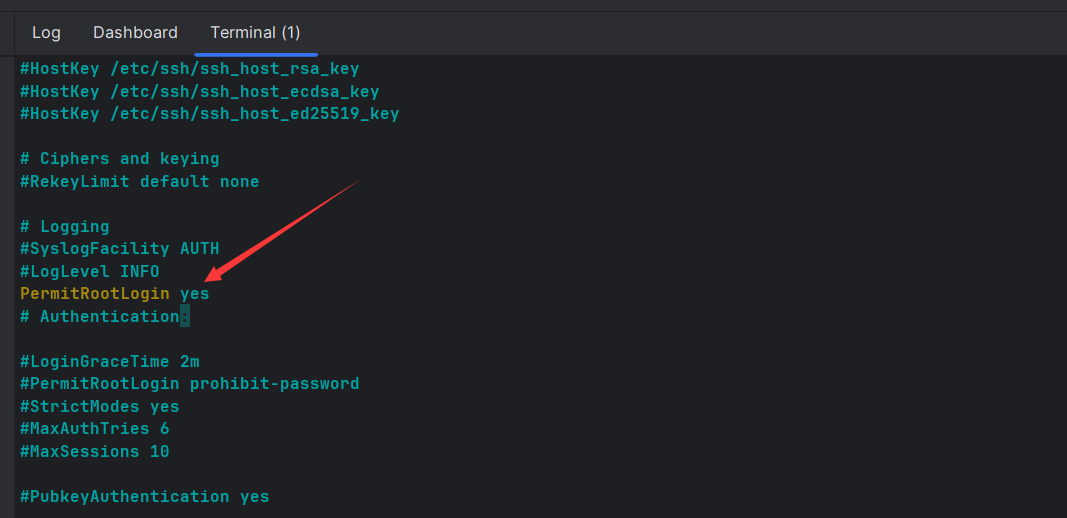 Log Dashboard Terminal (1)
#HostKey /etc/ssh/ssh_host_rsa_key
#HostKey /etc/ssh/ssh_host_ecdsa_key
#HostKey /etc/ssh/ssh_host_ed25519_key
# Ciphers and keying
#RekeyLimit default none
# Logging
#SyslogFacility AUTH
#LogLevel INFO
PermitRootLogin yes
# Authentication:
#LoginGraceTime 2m
#PermitRootLogin prohibit-password
#StrictModes yes
#MaxAuthTries 6
#MaxSessions 10
#PubkeyAuthentication yes